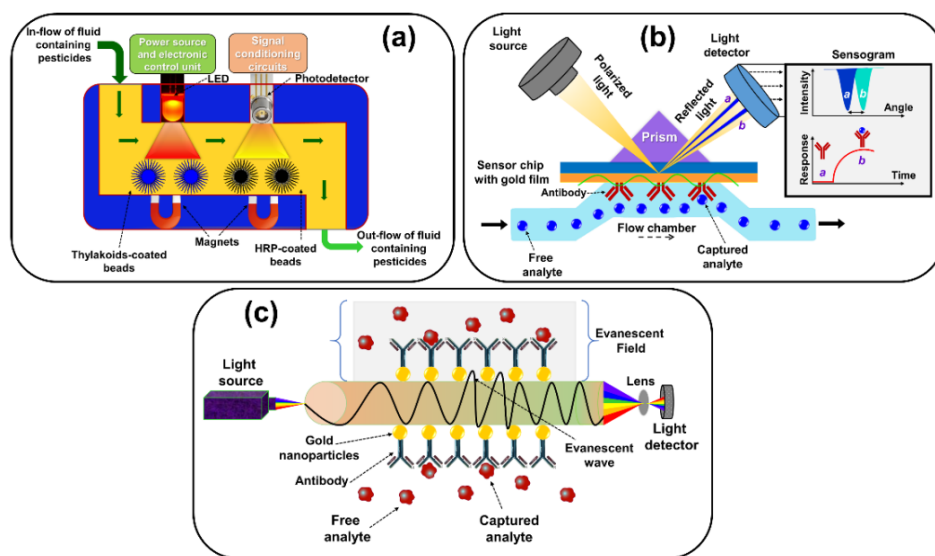 (a)
In-flow of fluid
containing
pesticides
Power source
and electronic
control unit
Signal
conditioning
circuits
LED
Photodetector
Thylakoids-coated
beads
Magnets
HRP-coated
beads
Out-flow of fluid
containing
pesticides
(b)
Light
source
Polarized
light
Reflected
light
a
b
Light
detector
Sensogram
Intensity
a
b
Angle
Response
a
b
Time
Prism
Sensor chip
with gold film
Antibody
Flow chamber
Free
analyte
Captured
analyte
(c)
Evanescent
Field
Light
source
Lens
Light
detector
Gold
nanoparticles
Antibody
Evanescent
wave
Free
analyte
Captured
analyte